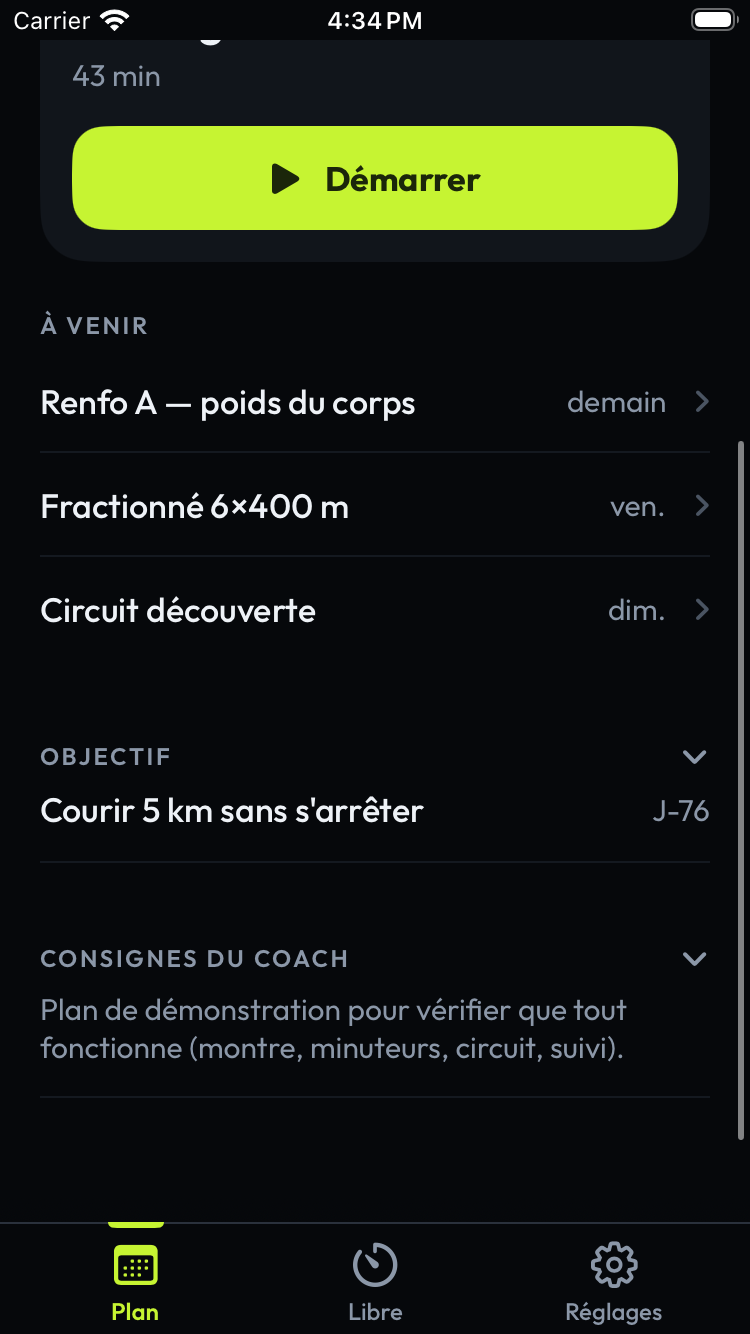 Carrier 4:34 PM
43 min
Démarrer
À VENIR
Renfo A — poids du corps demain
Fractionné 6×400 m ven.
Circuit découverte dim.
OBJECTIF
Courir 5 km sans s'arrêter J-76
CONSIGNES DU COACH
Plan de démonstration pour vérifier que tout
fonctionne (montre, minuteurs, circuit, suivi).
Plan Libre Réglages